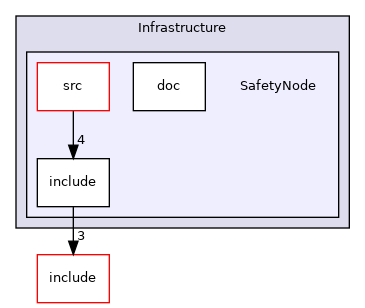 Infrastructure
src
doc
SafetyNode
4
include
3
include